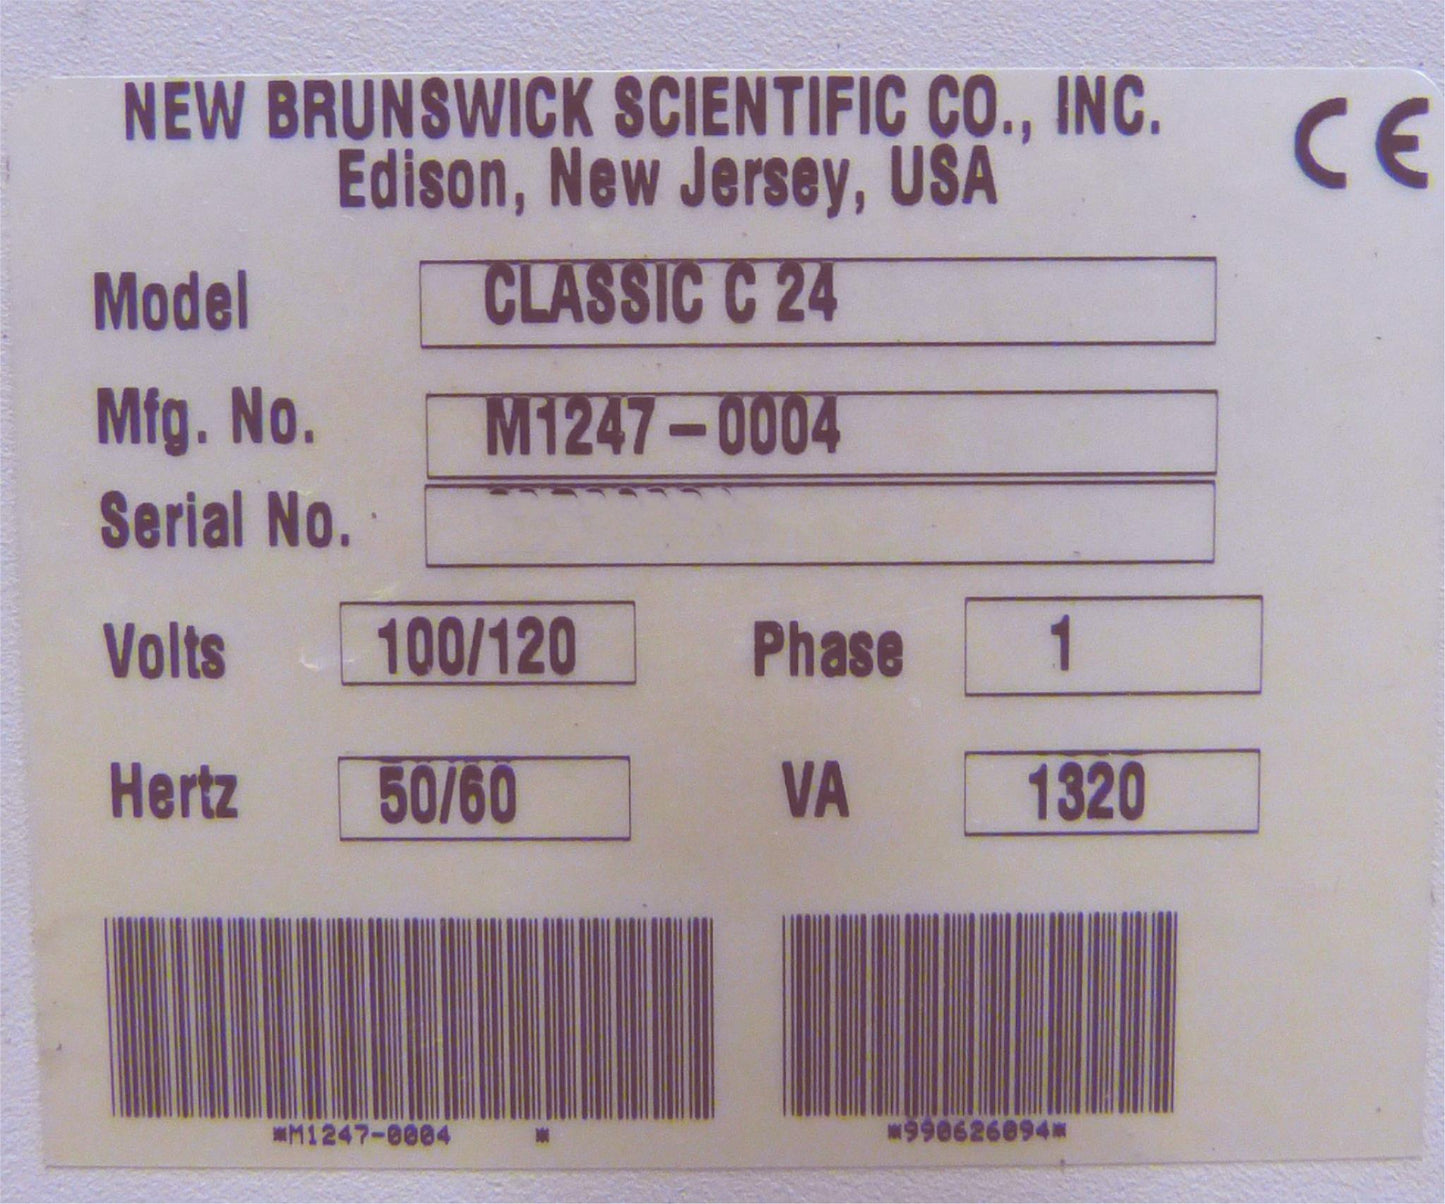 NEW BRUNSWICK SCIENTIFIC CO., INC.
Edison, New Jersey, USA
CE
Model CLASSIC C 24
Mfg. No. M1247-0004
Serial No.
Volts 100/120 Phase 1
Hertz 50/60 VA 1320
*M1247-0004 * *990626094*